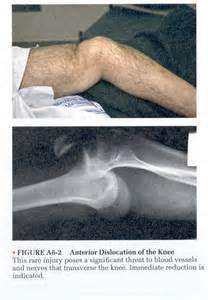 • FIGURE A6-2 Anterior Dislocation of the Knee
This rare injury poses a significant threat to blood vessels
and nerves that transverse the knee. Immediate reduction is
indicated.